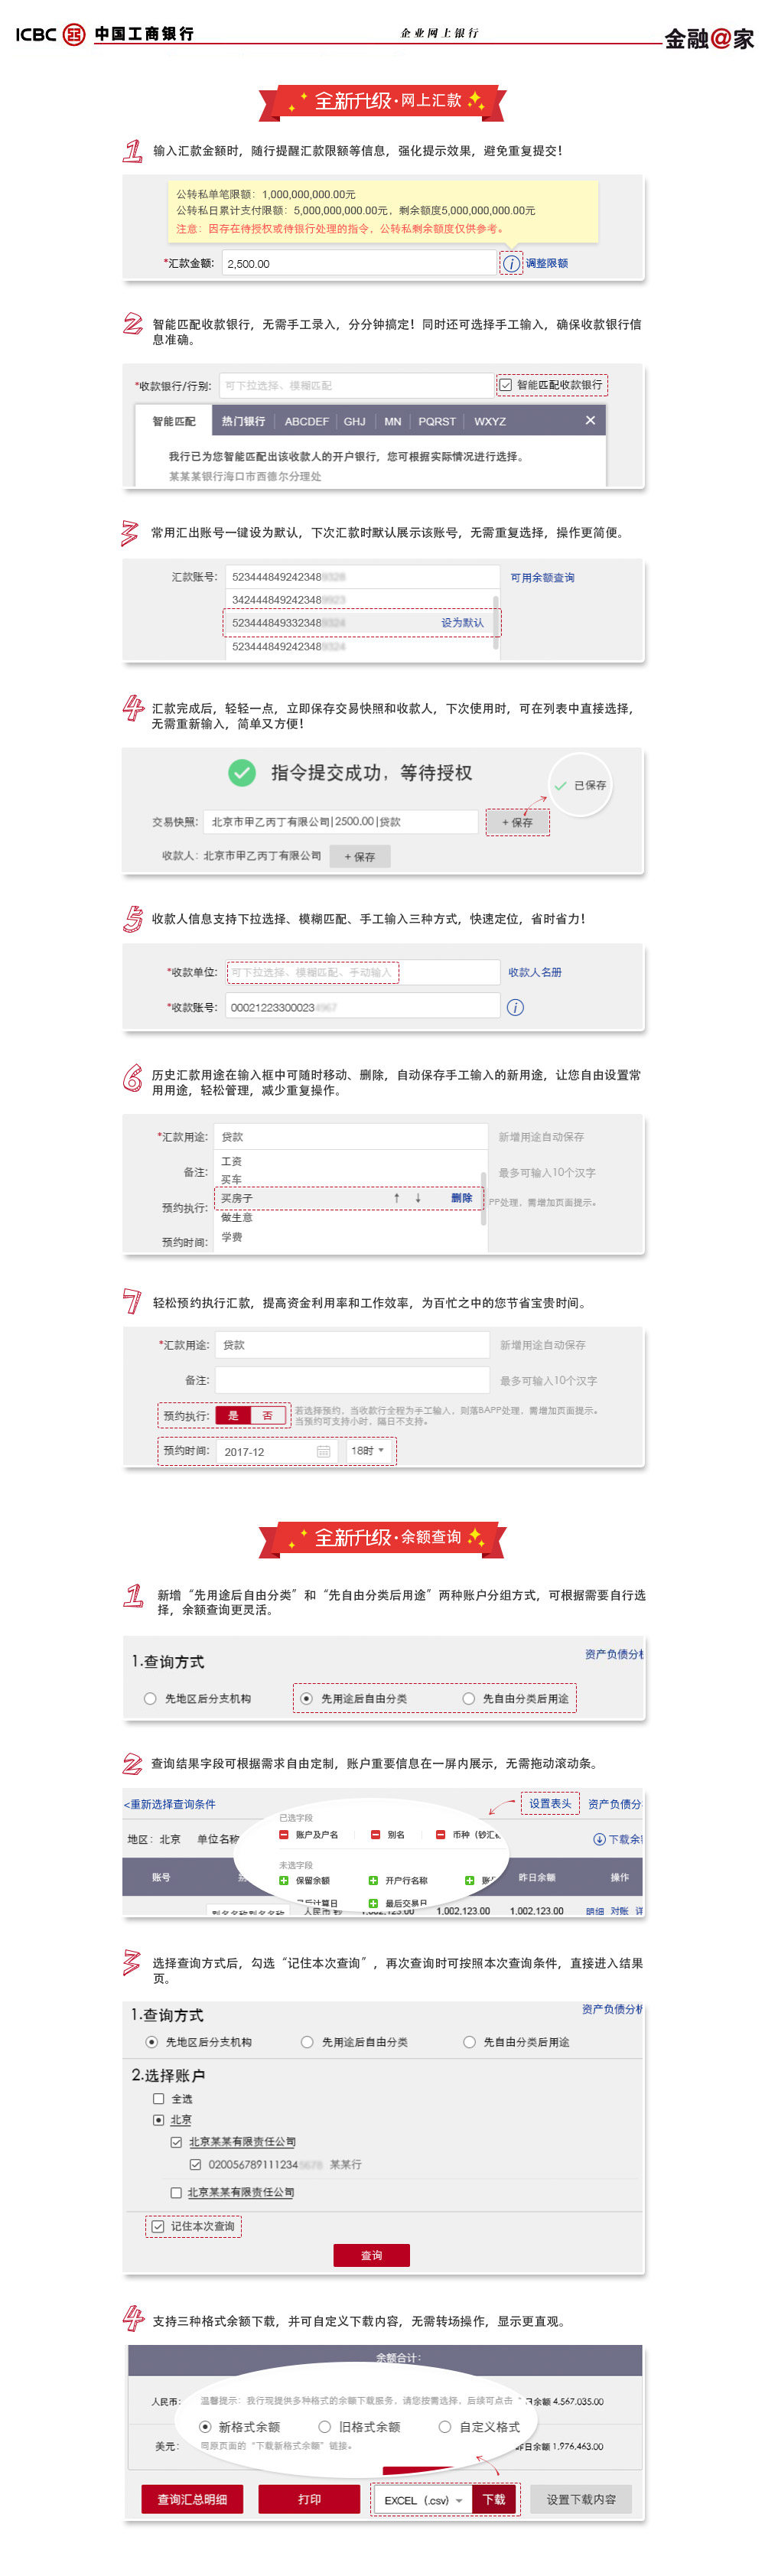 ICBC 中国工商银行 企业网上银行 金融@家
全新升级·网上汇款
1 输入汇款金额时，随行提醒汇款限额等信息，强化提示效果，避免重复提交！
公转私单笔限额：1,000,000,000.00元
公转私日累计支付限额：5,000,000,000.00元，剩余额度5,000,000,000.00元
注意：因存在待授权或待银行处理的指令，公转私剩余额度仅供参考。
*汇款金额： 2,500.00 i 调整限额
2 智能匹配收款银行，无需手工录入，分分钟搞定！同时还可选择手工输入，确保收款银行信
息准确。
*收款银行/行别： 可下拉选择、模糊匹配 智能匹配收款银行
智能匹配 热门银行 ABCDEF GHJ MN PQRST WXYZ ×
我行已为您智能匹配出该收款人的开户银行，您可根据实际情况进行选择。
某某某银行海口市西德尔分理处
3 常用汇出账号一键设为默认，下次汇款时默认展示该账号，无需重复选择，操作更简便。
汇款账号： 523444849242348 可用余额查询
342444849242348
523444849332348 设为默认
523444849242348
4 汇款完成后，轻轻一点，立即保存交易快照和收款人，下次使用时，可在列表中直接选择，
无需重新输入，简单又方便！
指令提交成功，等待授权
已保存
交易快照： 北京市甲乙丙丁有限公司|2500.00|贷款 + 保存
收款人： 北京市甲乙丙丁有限公司 + 保存
5 收款人信息支持下拉选择、模糊匹配、手工输入三种方式，快速定位，省时省力！
*收款单位： 可下拉选择、模糊匹配、手动输入 收款人名册
*收款账号： 00021223300023 i
6 历史汇款用途在输入框中可随时移动、删除，自动保存手工输入的新用途，让您自由设置常
用用途，轻松管理，减少重复操作。
*汇款用途： 贷款 新增用途自动保存
工资
备注： 最多可输入10个汉字
买车
买房子 ↑ ↓ 删除 PP处理，需增加页面提示。
预约执行：
做生意
学费
预约时间：
7 轻松预约执行汇款，提高资金利用率和工作效率，为百忙之中的您节省宝贵时间。
*汇款用途： 贷款 新增用途自动保存
备注： 最多可输入10个汉字
预约执行： 是 否 若选择预约，当收款行全程为手工输入，则落BAPP处理，需增加页面提示。
当按预约可支持小时，隔日不支持。
预约时间： 2017-12 18时
全新升级·余额查询
1 新增“先用途后自由分类”和“先自由分类后用途”两种账户分组方式，可根据需要自行选
择，余额查询更灵活。
资产负债分析
1.查询方式
先地区后分支机构 先用途后自由分类 先自由分类后用途
2 查询结果字段可根据需求自由定制，账户重要信息在一屏内展示，无需拖动滚动条。
<重新选择查询条件 设置表头 资产负债分
已选字段
账户及户名 别名 币种（钞汇
地区：北京 单位名称 下载余
未选字段
保留余额 开户行名称 账
账号 昨日余额 操作
已后计算日 最后交易日
别名名称别名名称 人民币 钞 1,002,123.00 1,002,123.00 1,002,123.00 明细 对账 详
3 选择查询方式后，勾选“记住本次查询”，再次查询时可按照本次查询条件，直接进入结果
页。
1.查询方式 资产负债分析
先地区后分支机构 先用途后自由分类 先自由分类后用途
2.选择账户
全选
北京
北京某某有限责任公司
020056789111234 某某行
北京某某有限责任公司
记住本次查询
查询
4 支持三种格式余额下载，并可自定义下载内容，无需转场操作，显示更直观。
余额合计：
温馨提示：我行现提供多种格式的余额下载服务，请您按需选择，后续可点击“
人民币： 日余额 4,567,035.00
新格式余额 旧格式余额 自定义格式
美元： 同原页面的“下载新格式余额”链接。 昨日余额 1,976,463.00
查询汇总明细 打印 EXCEL（.csv） 下载 设置下载内容